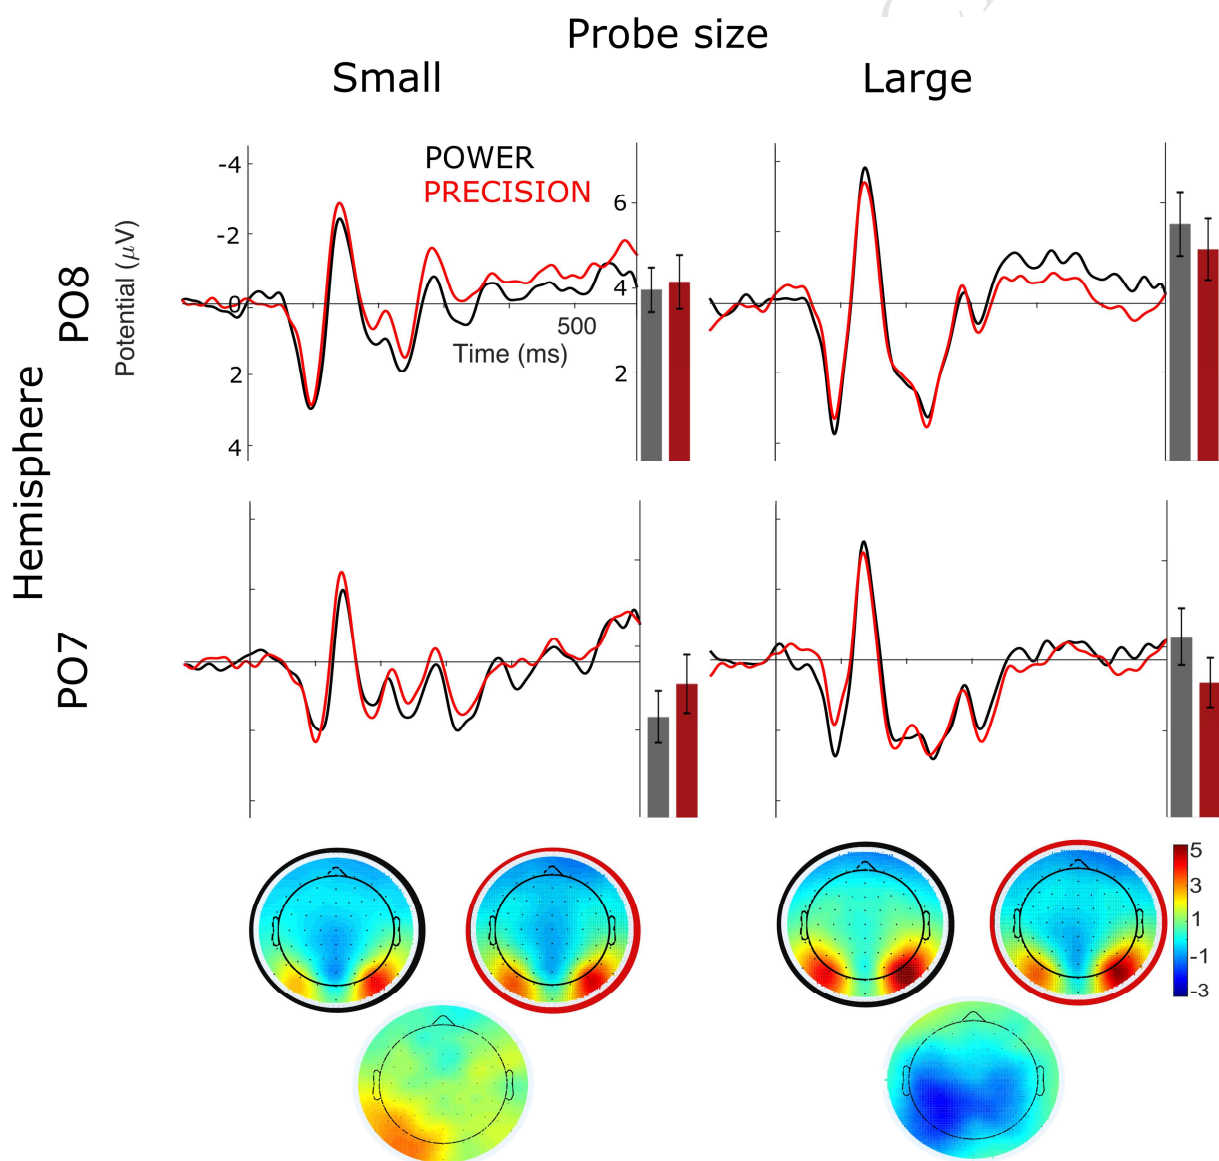 Probe size
Small
Large
Hemisphere
PO8
PO7
POWER
PRECISION
Potential (μV)
-4
-2
0
2
4
500
Time (ms)
6
4
2
5
3
1
-1
-3